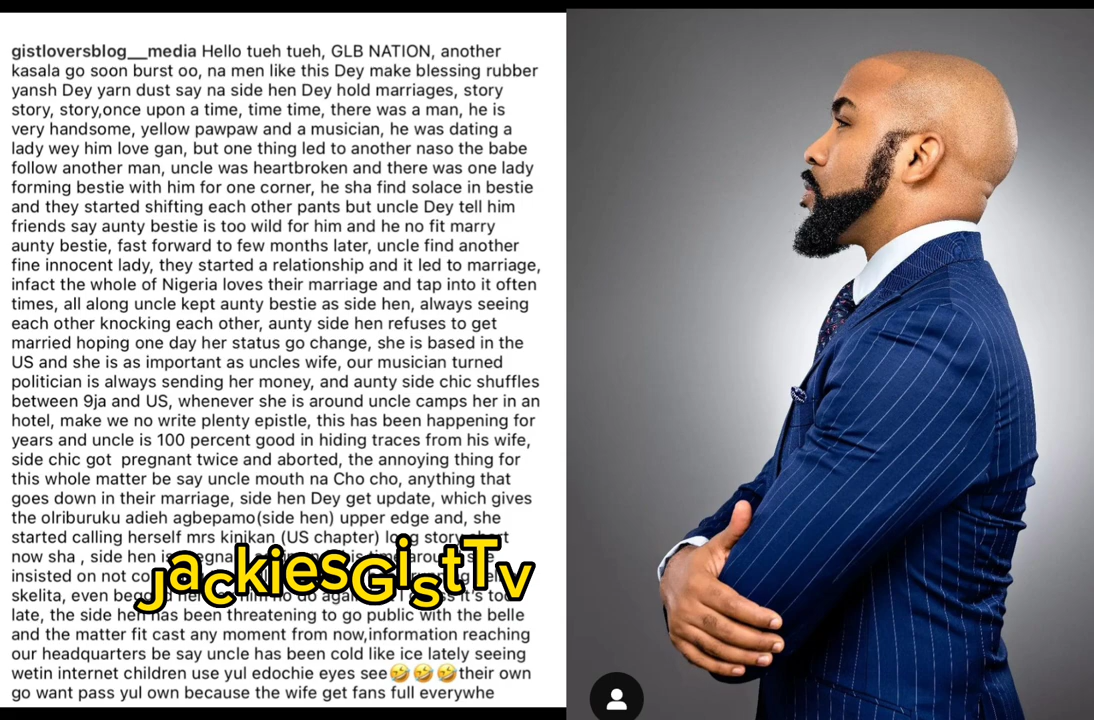 gistloversblog__media Hello tueh tueh, GLB NATION, another
kasala go soon burst oo, na men like this Dey make blessing rubber
yansh Dey yarn dust say na side hen Dey hold marriages, story
story, story,once upon a time, time time, there was a man, he is
very handsome, yellow pawpaw and a musician, he was dating a
lady wey him love gan, but one thing led to another naso the babe
follow another man, uncle was heartbroken and there was one lady
forming bestie with him for one corner, he sha find solace in bestie
and they started shifting each other pants but uncle Dey tell him
friends say aunty bestie is too wild for him and he no fit marry
aunty bestie, fast forward to few months later, uncle find another
fine innocent lady, they started a relationship and it led to marriage,
infact the whole of Nigeria loves their marriage and tap into it often
times, all along uncle kept aunty bestie as side hen, always seeing
each other knocking each other, aunty side hen refuses to get
married hoping one day her status go change, she is based in the
US and she is as important as uncles wife, our musician turned
politician is always sending her money, and aunty side chic shuffles
between 9ja and US, whenever she is around uncle camps her in an
hotel, make we no write plenty epistle, this has been happening for
years and uncle is 100 percent good in hiding traces from his wife,
side chic got pregnant twice and aborted, the annoying thing for
this whole matter be say uncle mouth na Cho cho, anything that
goes down in their marriage, side hen Dey get update, which gives
the olriburuku adieh agbepamo(side hen) upper edge and, she
started calling herself mrs kinikan (US chapter) long story short
now sha , side hen is
insisted on not
skelita, even
late, the side hen has been threatening to go public with the belle
and the matter fit cast any moment from now,information reaching
our headquarters be say uncle has been cold like ice lately seeing
wetin internet children use yul edochie eyes see🤣🤣🤣their own
go want pass yul own because the wife get fans full everywhe
JackiesGistTv